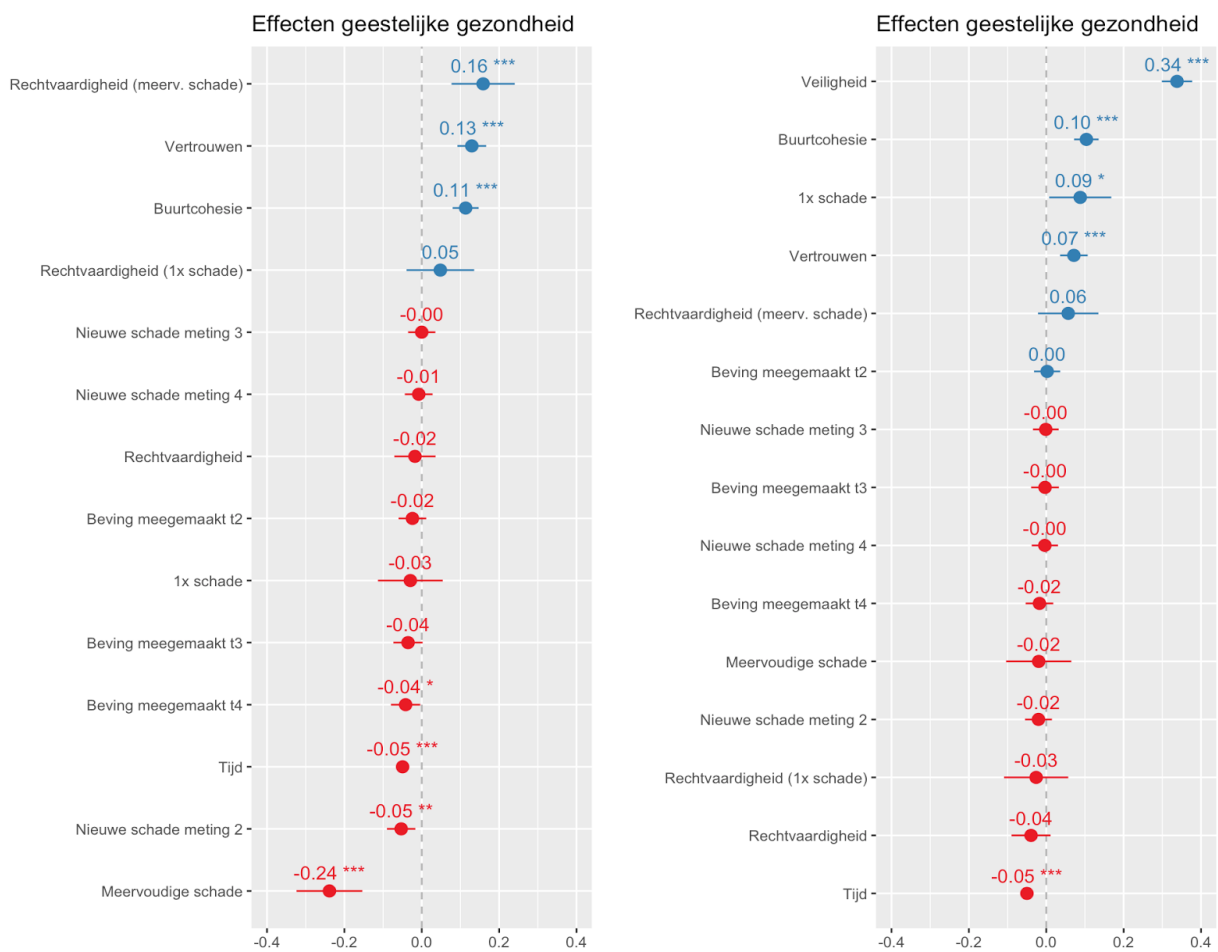 Effecten geestelijke gezondheid
Rechtvaardigheid (meerv. schade)
0.16 ***
Vertrouwen
0.13 ***
Buurtcohesie
0.11 ***
Rechtvaardigheid (1x schade)
0.05
Nieuwe schade meting 3
-0.00
Nieuwe schade meting 4
-0.01
Rechtvaardigheid
-0.02
Beving meegemaakt t2
-0.02
1x schade
-0.03
Beving meegemaakt t3
-0.04
Beving meegemaakt t4
-0.04 *
Tijd
-0.05 ***
Nieuwe schade meting 2
-0.05 **
Meervoudige schade
-0.24 ***
-0.4 -0.2 0.0 0.2 0.4
Effecten geestelijke gezondheid
Veiligheid
0.34 ***
Buurtcohesie
0.10 ***
1x schade
0.09 *
Vertrouwen
0.07 ***
Rechtvaardigheid (meerv. schade)
0.06
Beving meegemaakt t2
0.00
Nieuwe schade meting 3
-0.00
Beving meegemaakt t3
-0.00
Nieuwe schade meting 4
-0.00
Beving meegemaakt t4
-0.02
Meervoudige schade
-0.02
Nieuwe schade meting 2
-0.02
Rechtvaardigheid (1x schade)
-0.03
Rechtvaardigheid
-0.04
Tijd
-0.05 ***
-0.4 -0.2 0.0 0.2 0.4